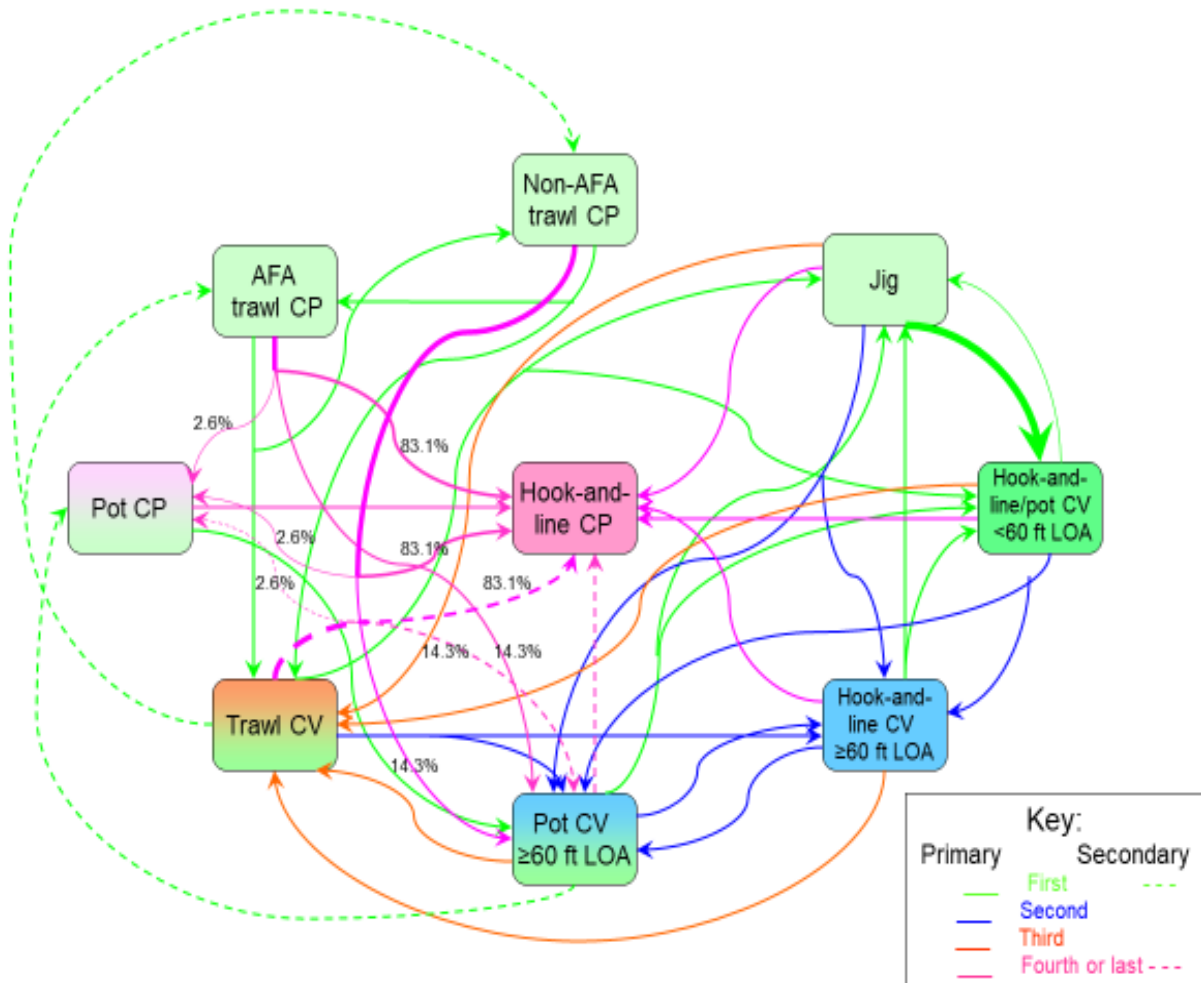 Non-AFA
trawl CP
AFA
trawl CP
Jig
2.6%
83.1%
Pot CP
Hook-and-
line CP
Hook-and-
line/pot CV
<60 ft LOA
2.6%
83.1%
2.6%
83.1%
14.3%
14.3%
Trawl CV
Hook-and-
line CV
≥60 ft LOA
14.3%
Pot CV
≥60 ft LOA
Key:
Primary Secondary
First
Second
Third
Fourth or last